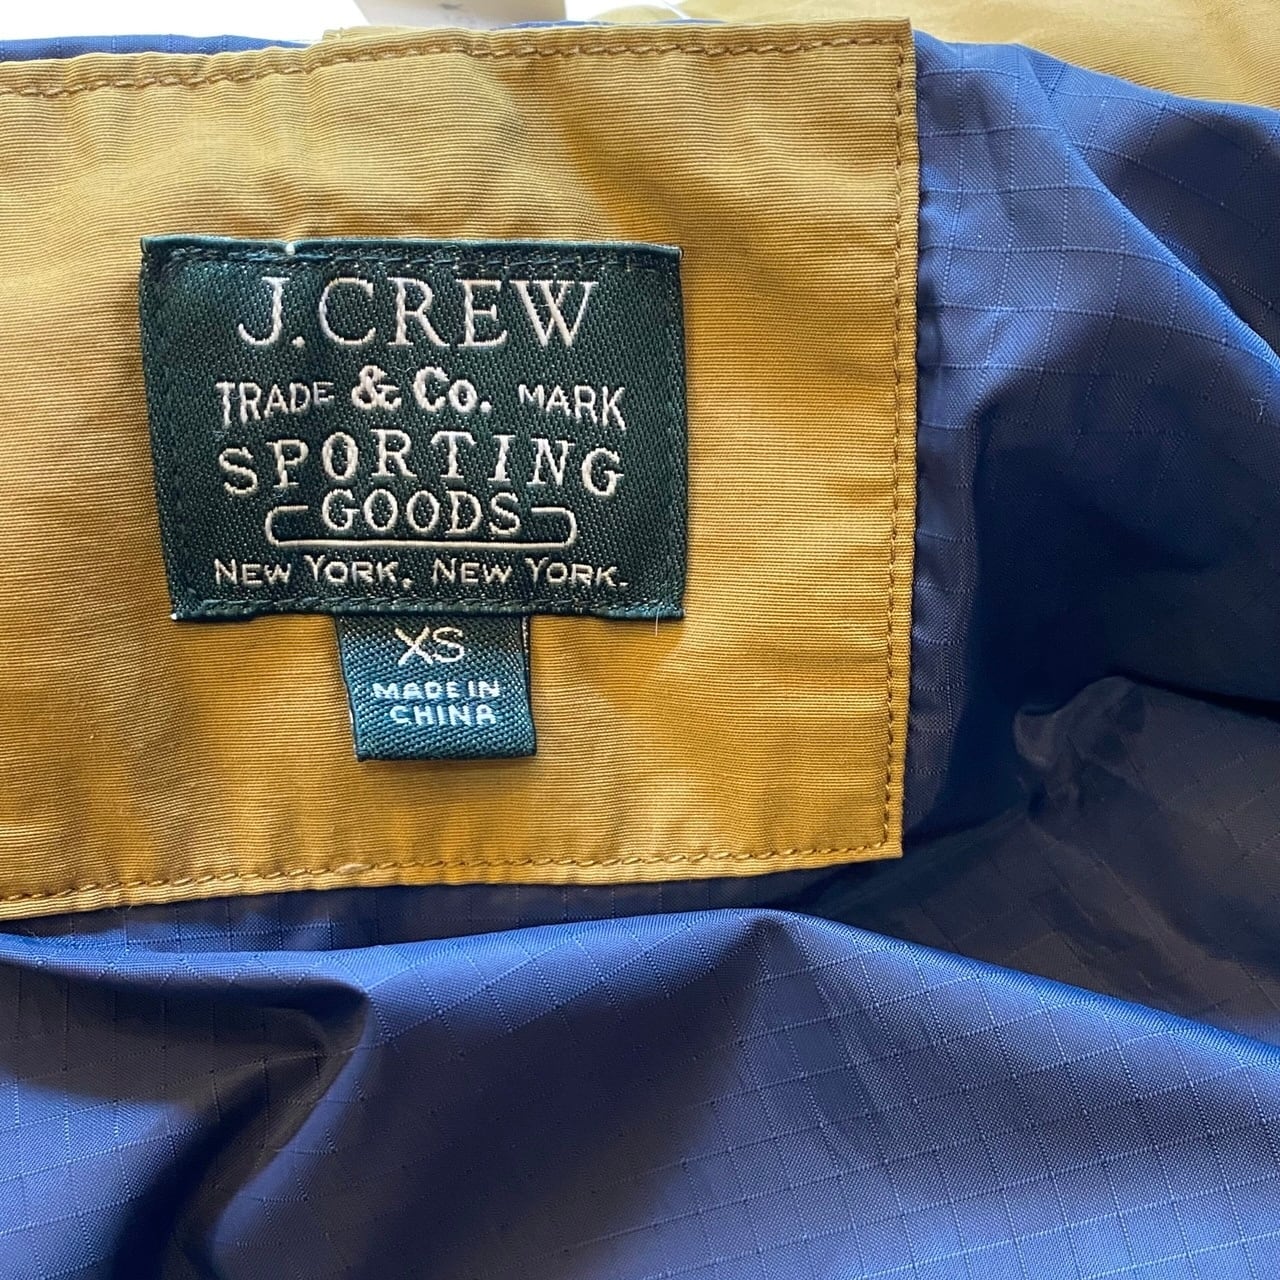 J.CREW
TRADE & Co. MARK
SPORTING
GOODS
NEW YORK, NEW YORK.
XS
MADE IN
CHINA